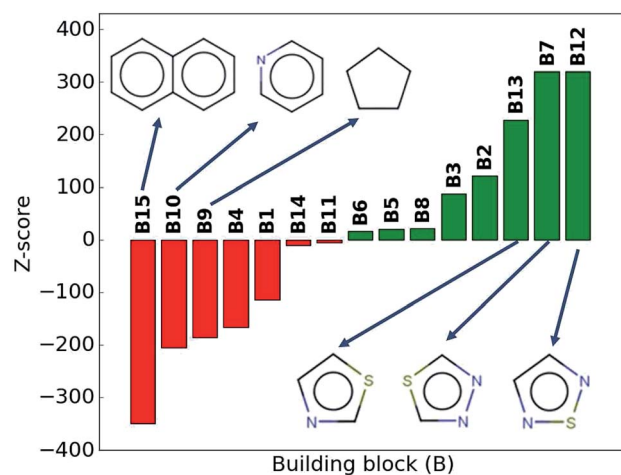 400
300
200
100
0
−100
−200
−300
−400
Z-score
Building block (B)
B15
B10
B9
B4
B1
B14
B11
B6
B5
B8
B3
B2
B13
B7
B12
N
S
N
S
N
N
N
S
N